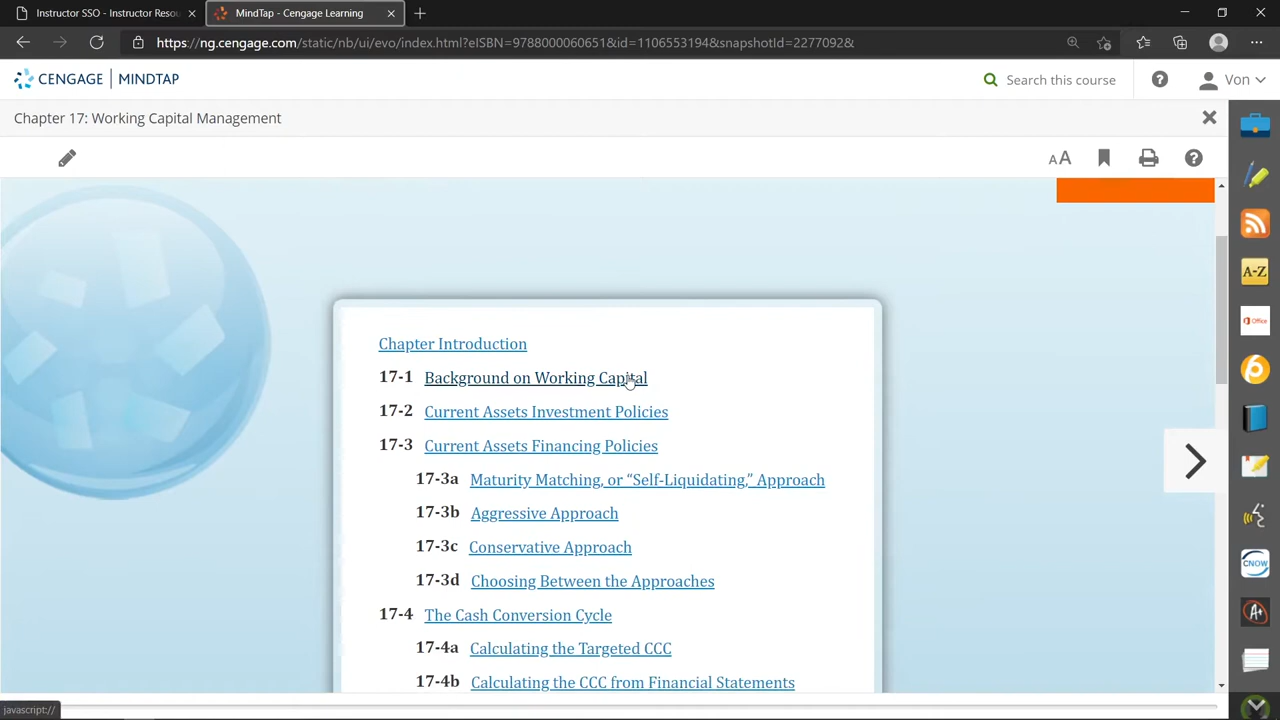 Instructor SSO - Instructor Resou
MindTap - Cengage Learning
https://ng.cengage.com/static/nb/ui/evo/index.html?eISBN=9788000060651&id=1106553194&snapshotId=2277092&
CENGAGE | MINDTAP
Search this course
Von
Chapter 17: Working Capital Management
AA
A-Z
Office
Chapter Introduction
17-1 Background on Working Capital
17-2 Current Assets Investment Policies
17-3 Current Assets Financing Policies
17-3a Maturity Matching, or “Self-Liquidating,” Approach
17-3b Aggressive Approach
17-3c Conservative Approach
17-3d Choosing Between the Approaches
CNOW
17-4 The Cash Conversion Cycle
A+
17-4a Calculating the Targeted CCC
17-4b Calculating the CCC from Financial Statements
javascript://